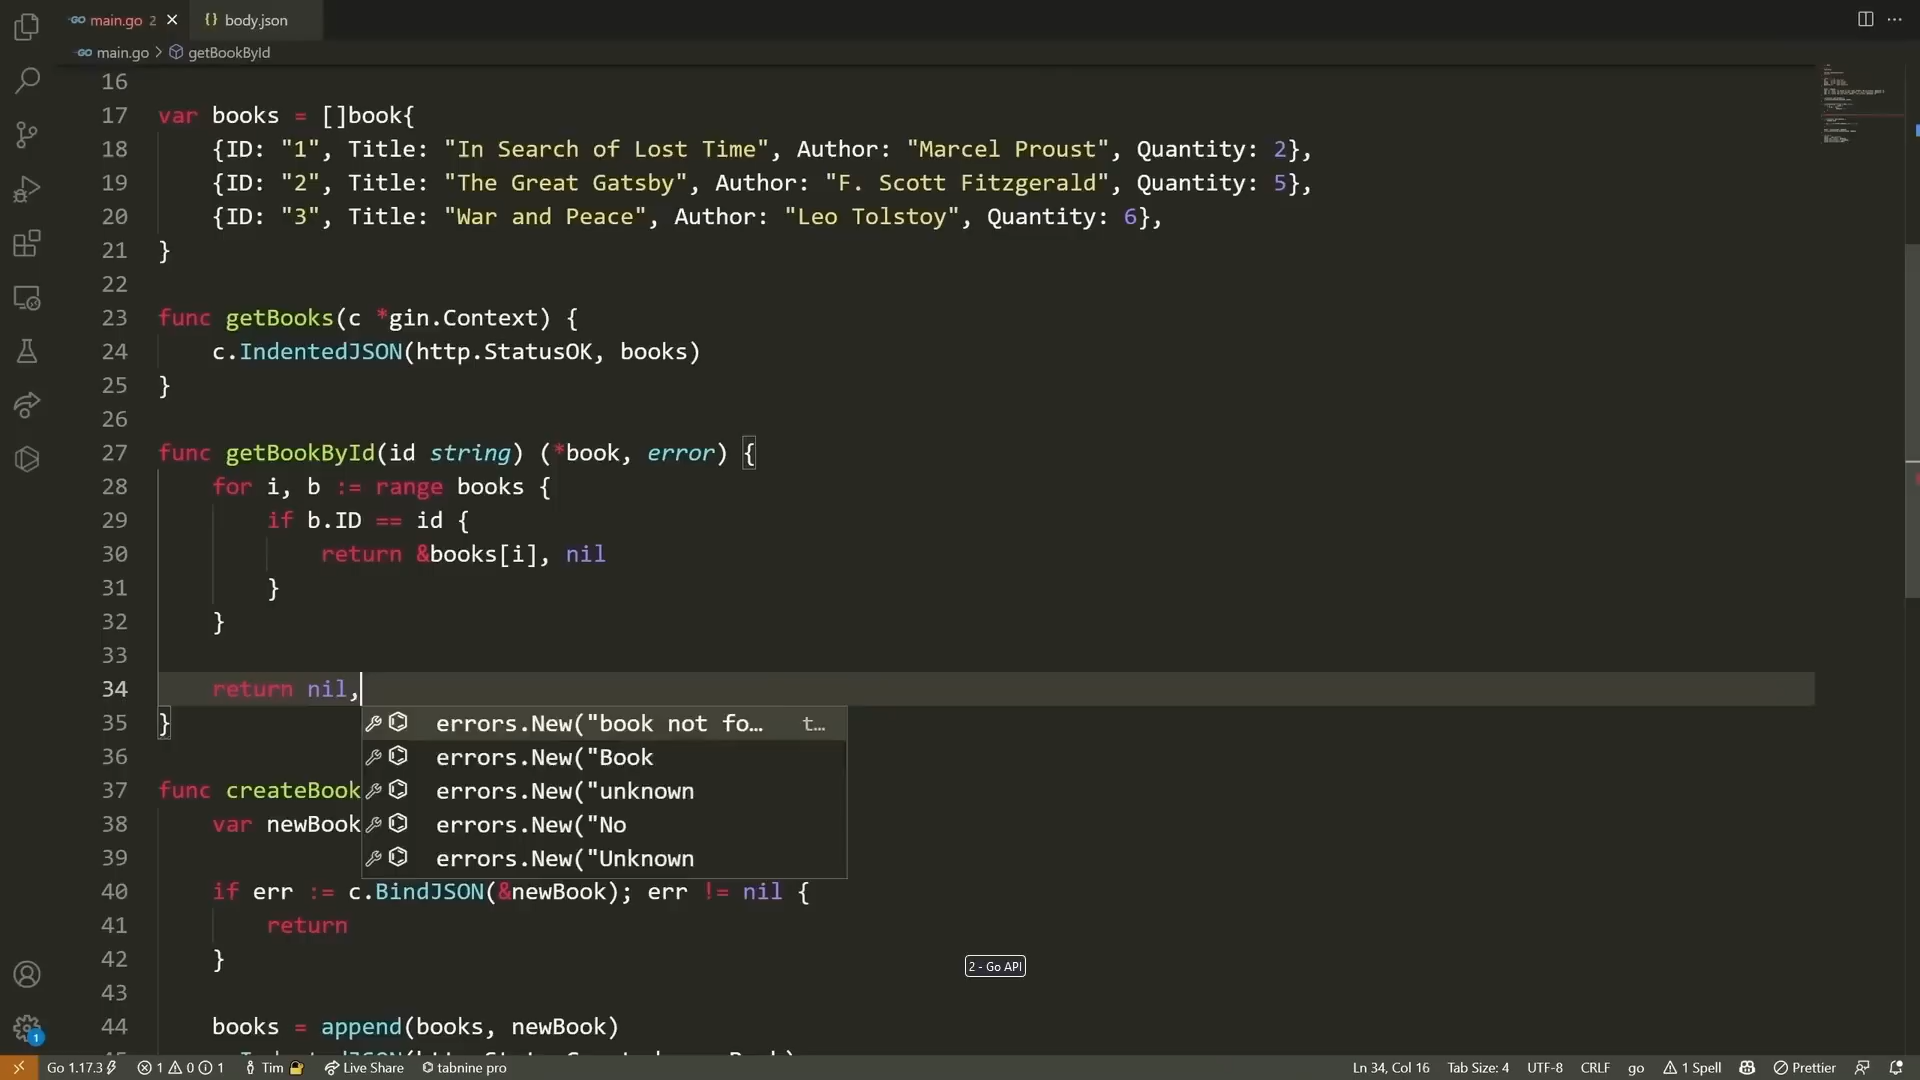 main.go 2 body.json
main.go > getBookById
16
17 var books = []book{
18 {ID: "1", Title: "In Search of Lost Time", Author: "Marcel Proust", Quantity: 2},
19 {ID: "2", Title: "The Great Gatsby", Author: "F. Scott Fitzgerald", Quantity: 5},
20 {ID: "3", Title: "War and Peace", Author: "Leo Tolstoy", Quantity: 6},
21 }
22
23 func getBooks(c *gin.Context) {
24 c.IndentedJSON(http.StatusOK, books)
25 }
26
27 func getBookById(id string) (*book, error) {
28 for i, b := range books {
29 if b.ID == id {
30 return &books[i], nil
31 }
32 }
33
34 return nil,
35 } errors.New("book not fo… t…
36 errors.New("Book
37 func createBook errors.New("unknown
38 var newBook errors.New("No
39 errors.New("Unknown
40 if err := c.BindJSON(&newBook); err != nil {
41 return
42 }
2 - Go API
43
44 books = append(books, newBook)
Go 1.17.3 1 0 1 Tim Live Share tabnine pro Ln 34, Col 16 Tab Size: 4 UTF-8 CRLF go 1 Spell Prettier
1